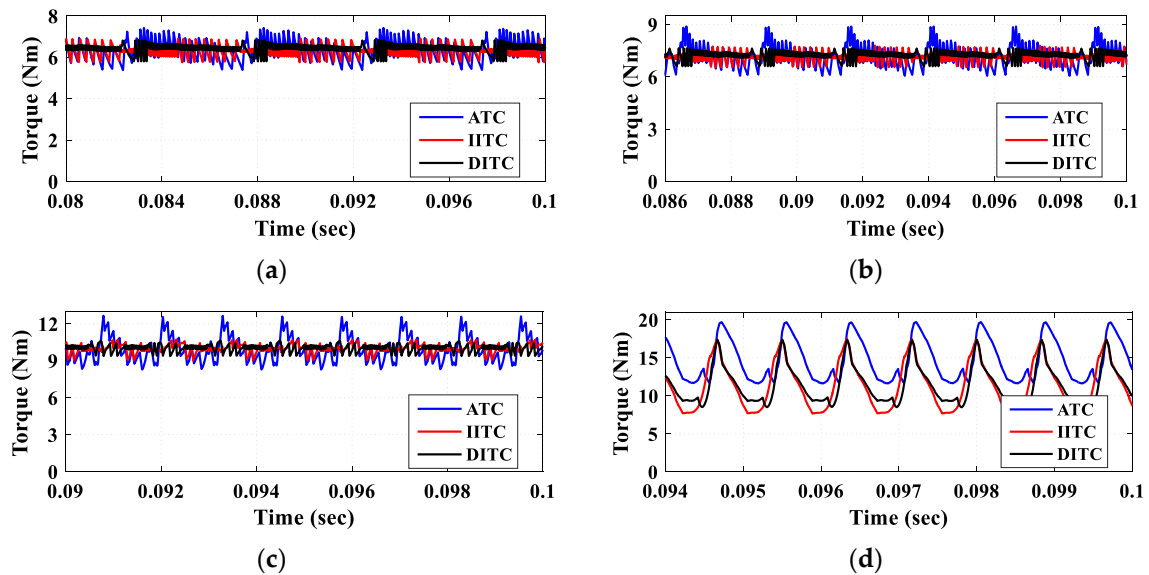 8
6
4
2
0
Torque (Nm)
ATC
IITC
DITC
0.08 0.084 0.088 0.092 0.096 0.1
Time (sec)
(a)
9
6
3
0
Torque (Nm)
ATC
IITC
DITC
0.086 0.088 0.09 0.092 0.094 0.096 0.098 0.1
Time (sec)
(b)
12
9
6
3
0
Torque (Nm)
ATC
IITC
DITC
0.09 0.092 0.094 0.096 0.098 0.1
Time (sec)
(c)
20
15
10
5
0
Torque (Nm)
ATC
IITC
DITC
0.094 0.095 0.096 0.097 0.098 0.099 0.1
Time (sec)
(d)